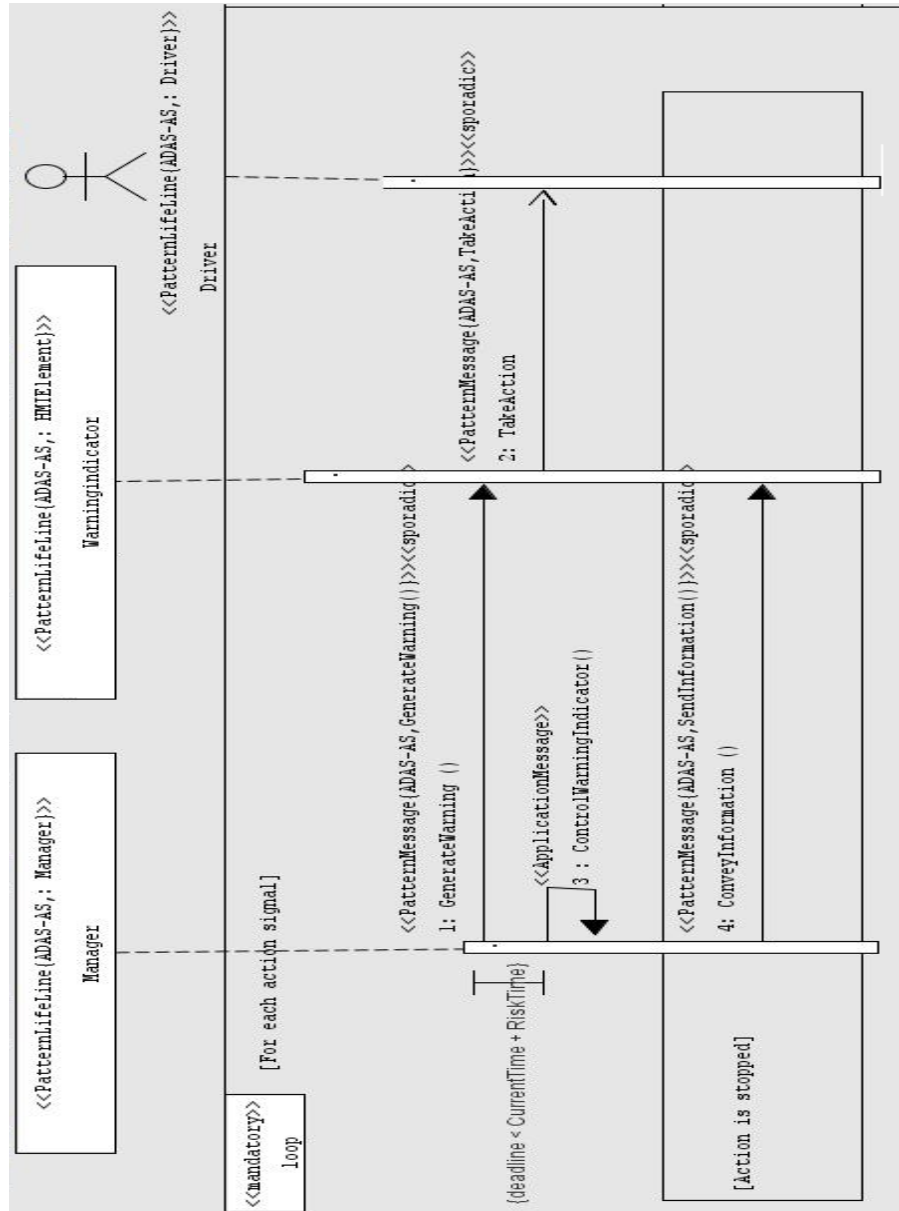 <<PatternLifeLine{ADAS-AS,: Manager}>>
Manager
<<PatternLifeLine{ADAS-AS,: HMIElement}>>
Warningindicator
<<PatternLifeLine{ADAS-AS,: Driver}>>
Driver
<<mandatory>>
loop
[For each action signal]
<<PatternMessage{ADAS-AS,GenerateWarning()}>><<sporadic>
1: GenerateWarning ()
<<PatternMessage{ADAS-AS,TakeAction}>><<sporadic>>
2: TakeAction
{deadline < CurrentTime + RiskTime}
<<ApplicationMessage>>
3 : ControlWarningIndicator()
<<PatternMessage{ADAS-AS,SendInformation()}>><<sporadic>
4: ConveyInformation ()
[Action is stopped]